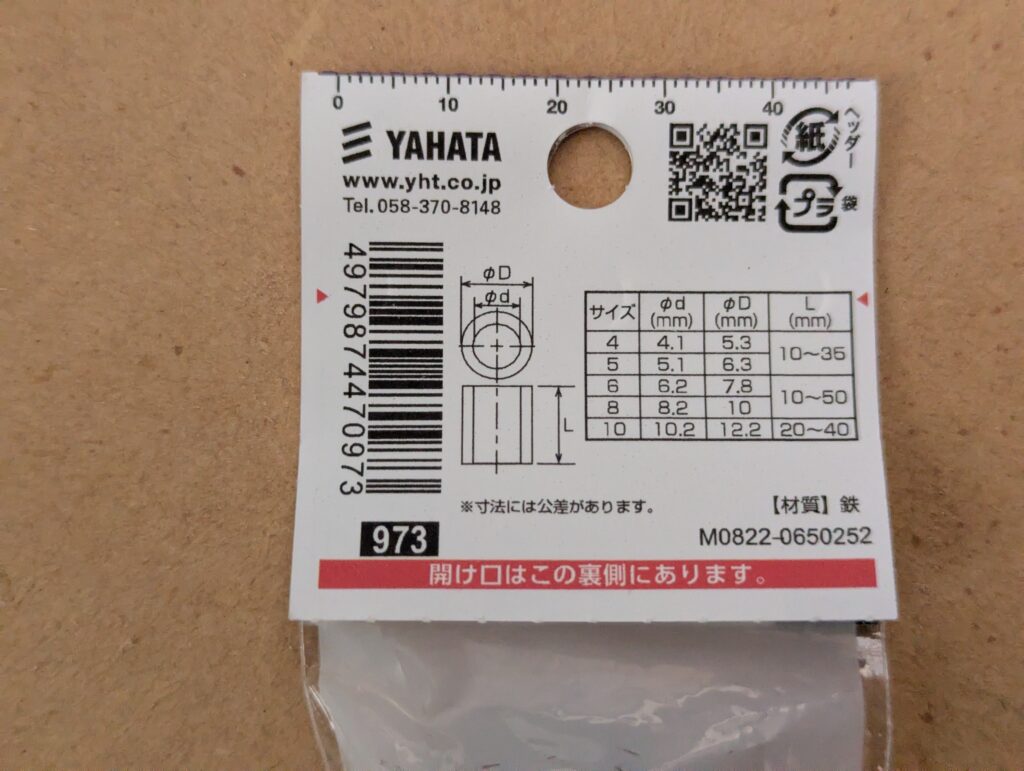 0 10 20 30 40
YAHATA
www.yht.co.jp
Tel. 058-370-8148
紙
ヘッダー
プラ
袋
4979874470973
φD
φd
L
サイズ φd (mm) φD (mm) L (mm)
4 4.1 5.3 10～35
5 5.1 6.3
6 6.2 7.8 10～50
8 8.2 10
10 10.2 12.2 20～40
※寸法には公差があります。
【材質】鉄
973
M0822-0650252
開け口はこの裏側にあります。